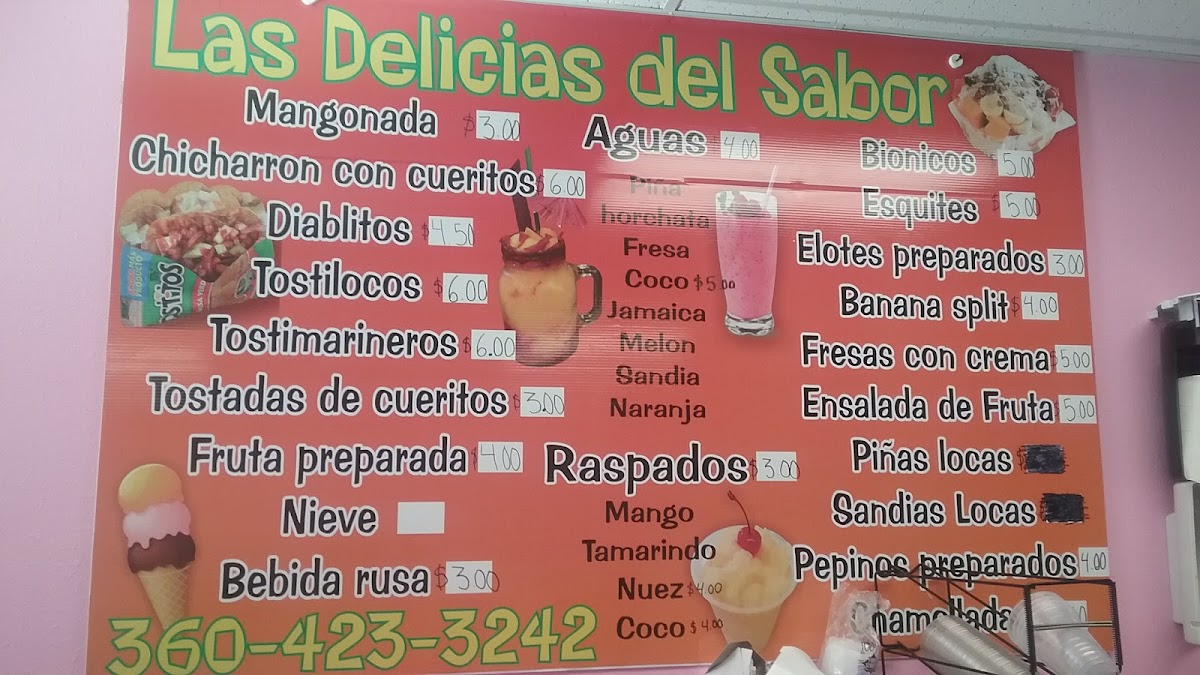 Las Delicias del Sabor
Mangonada $3.00
Chicharron con cueritos $6.00
Diablitos $4.50
Tostilocos $6.00
Tostimarineros $6.00
Tostadas de cueritos $3.00
Fruta preparada $4.00
Nieve
Bebida rusa $3.00
360-423-3242
Aguas $4.00
Piña
horchata
Fresa
Coco $5.00
Jamaica
Melon
Sandia
Naranja
Raspados $3.00
Mango
Tamarindo
Nuez $4.00
Coco $4.00
Bionicos $5.00
Esquites $5.00
Elotes preparados 3.00
Banana split $4.00
Fresas con crema $5.00
Ensalada de Fruta $5.00
Piñas locas $
Sandias Locas $
Pepinos preparados 4.00